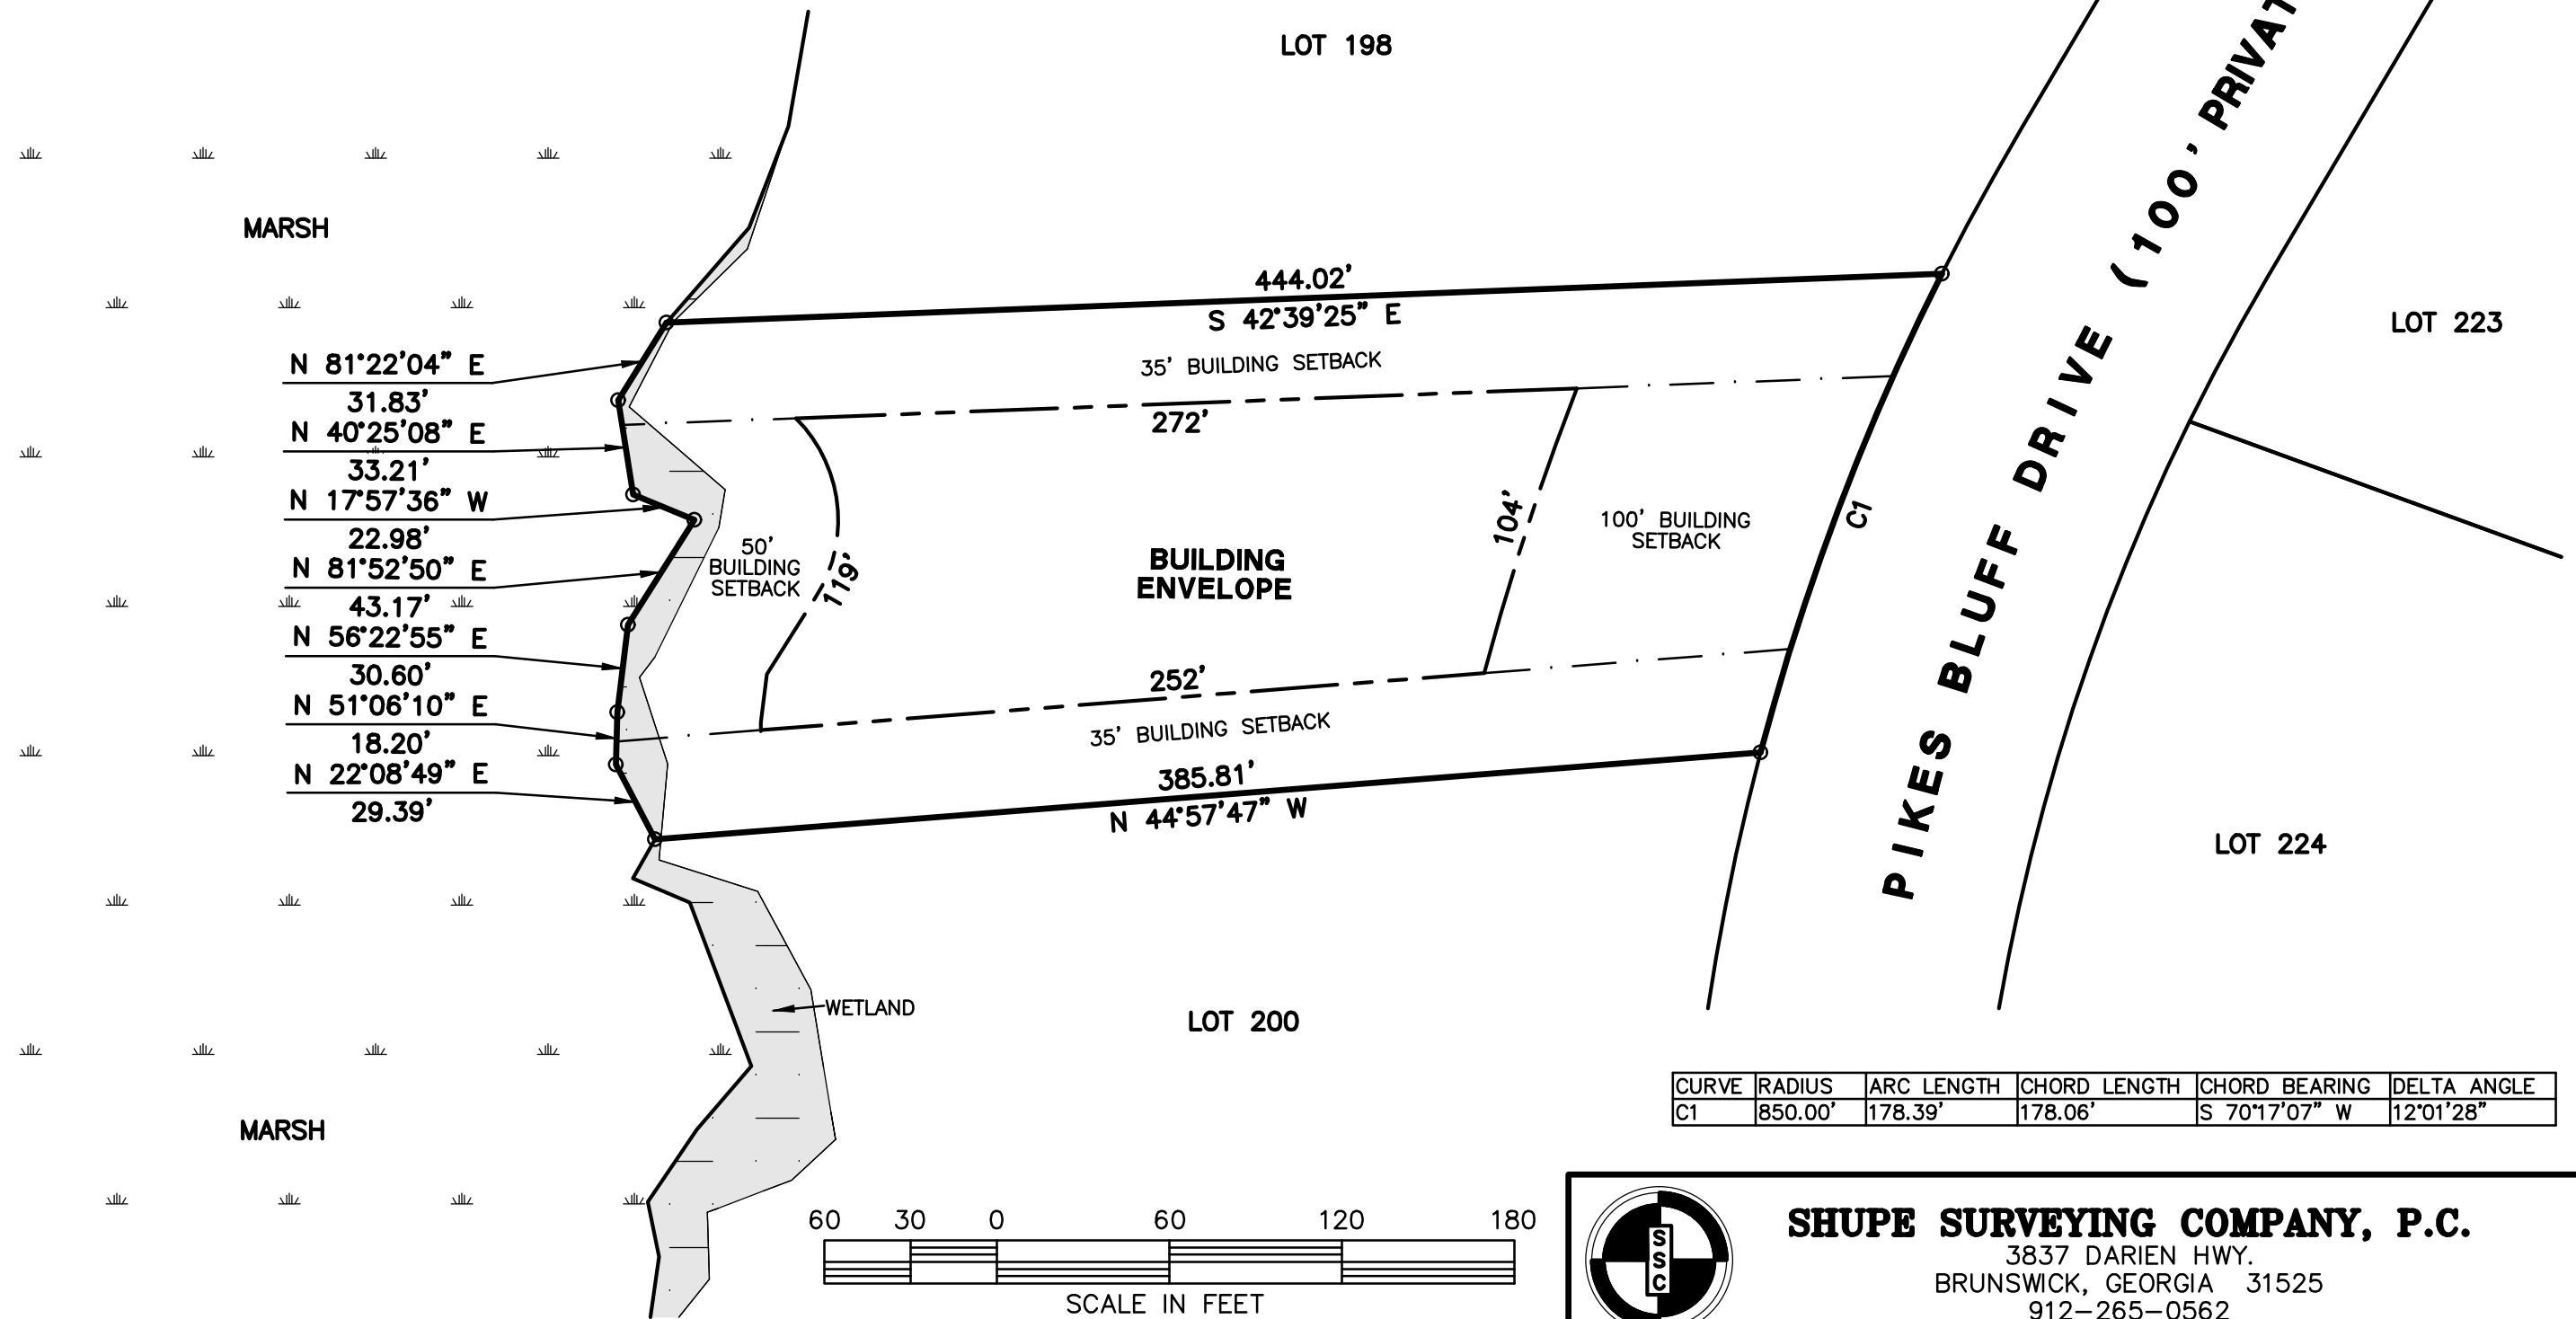 LOT 198
PIKES BLUFF DRIVE (100' PRIVAT
MARSH
444.02'
S 42°39'25" E
LOT 223
35' BUILDING SETBACK
N 81°22'04" E
31.83'
N 40°25'08" E
33.21'
N 17°57'36" W
22.98'
N 81°52'50" E
43.17'
N 56°22'55" E
30.60'
N 51°06'10" E
18.20'
N 22°08'49" E
29.39'
272'
50'
BUILDING
SETBACK
119'
BUILDING
ENVELOPE
104'
100' BUILDING
SETBACK
C1
252'
35' BUILDING SETBACK
385.81'
N 44°57'47" W
LOT 224
WETLAND
LOT 200
MARSH
CURVE RADIUS ARC LENGTH CHORD LENGTH CHORD BEARING DELTA ANGLE
C1 850.00' 178.39' 178.06' S 70°17'07" W 12°01'28"
60 30 0 60 120 180
SCALE IN FEET
SSC
SHUPE SURVEYING COMPANY, P.C.
3837 DARIEN HWY.
BRUNSWICK, GEORGIA 31525
912-265-0562